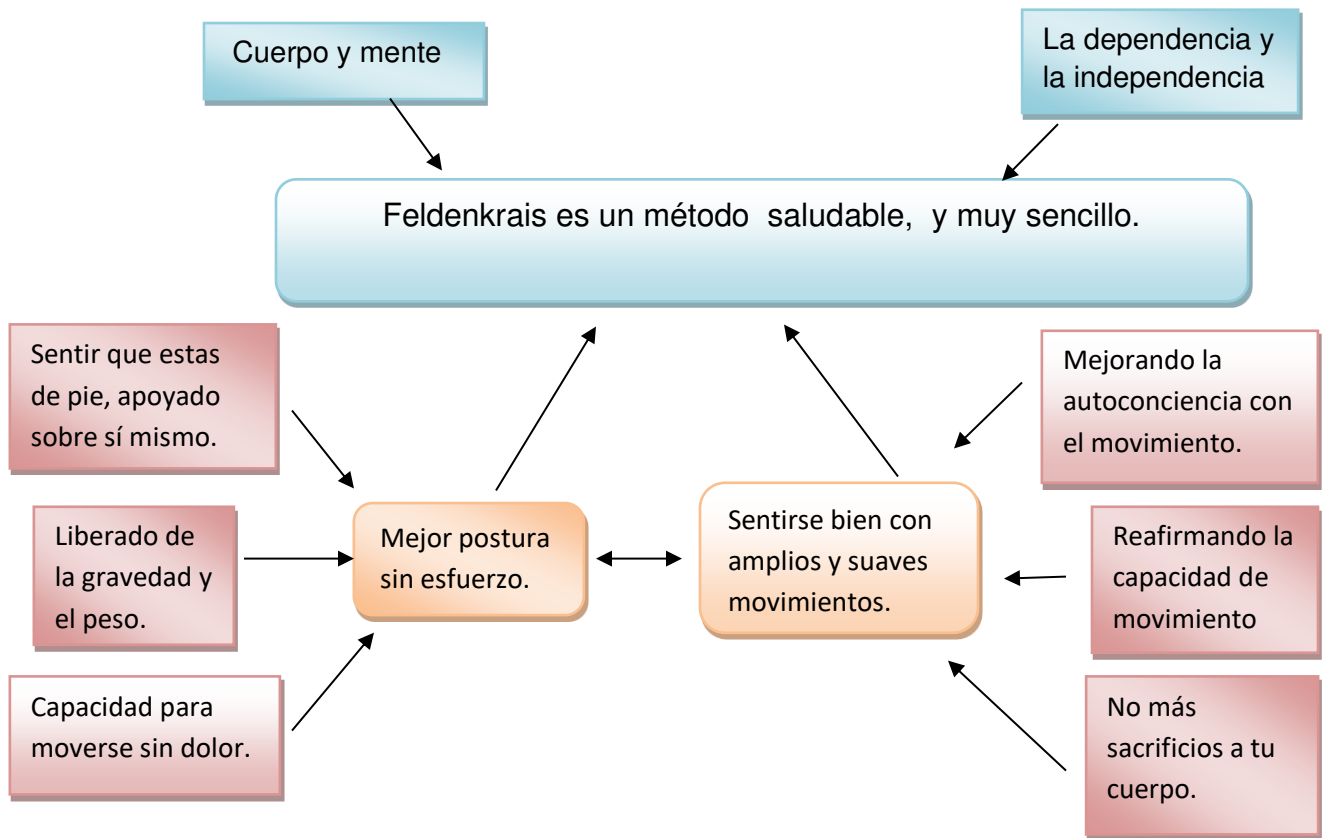 Cuerpo y mente
La dependencia y
la independencia
Feldenkrais es un método  saludable,  y muy sencillo.
Sentir que estas
de pie, apoyado
sobre sí mismo.
Liberado de
la gravedad y
el peso.
Capacidad para
moverse sin dolor.
Mejor postura
sin esfuerzo.
Sentirse bien con
amplios y suaves
movimientos.
Mejorando la
autoconciencia con
el movimiento.
Reafirmando la
capacidad de
movimiento
No más
sacrificios a tu
cuerpo.